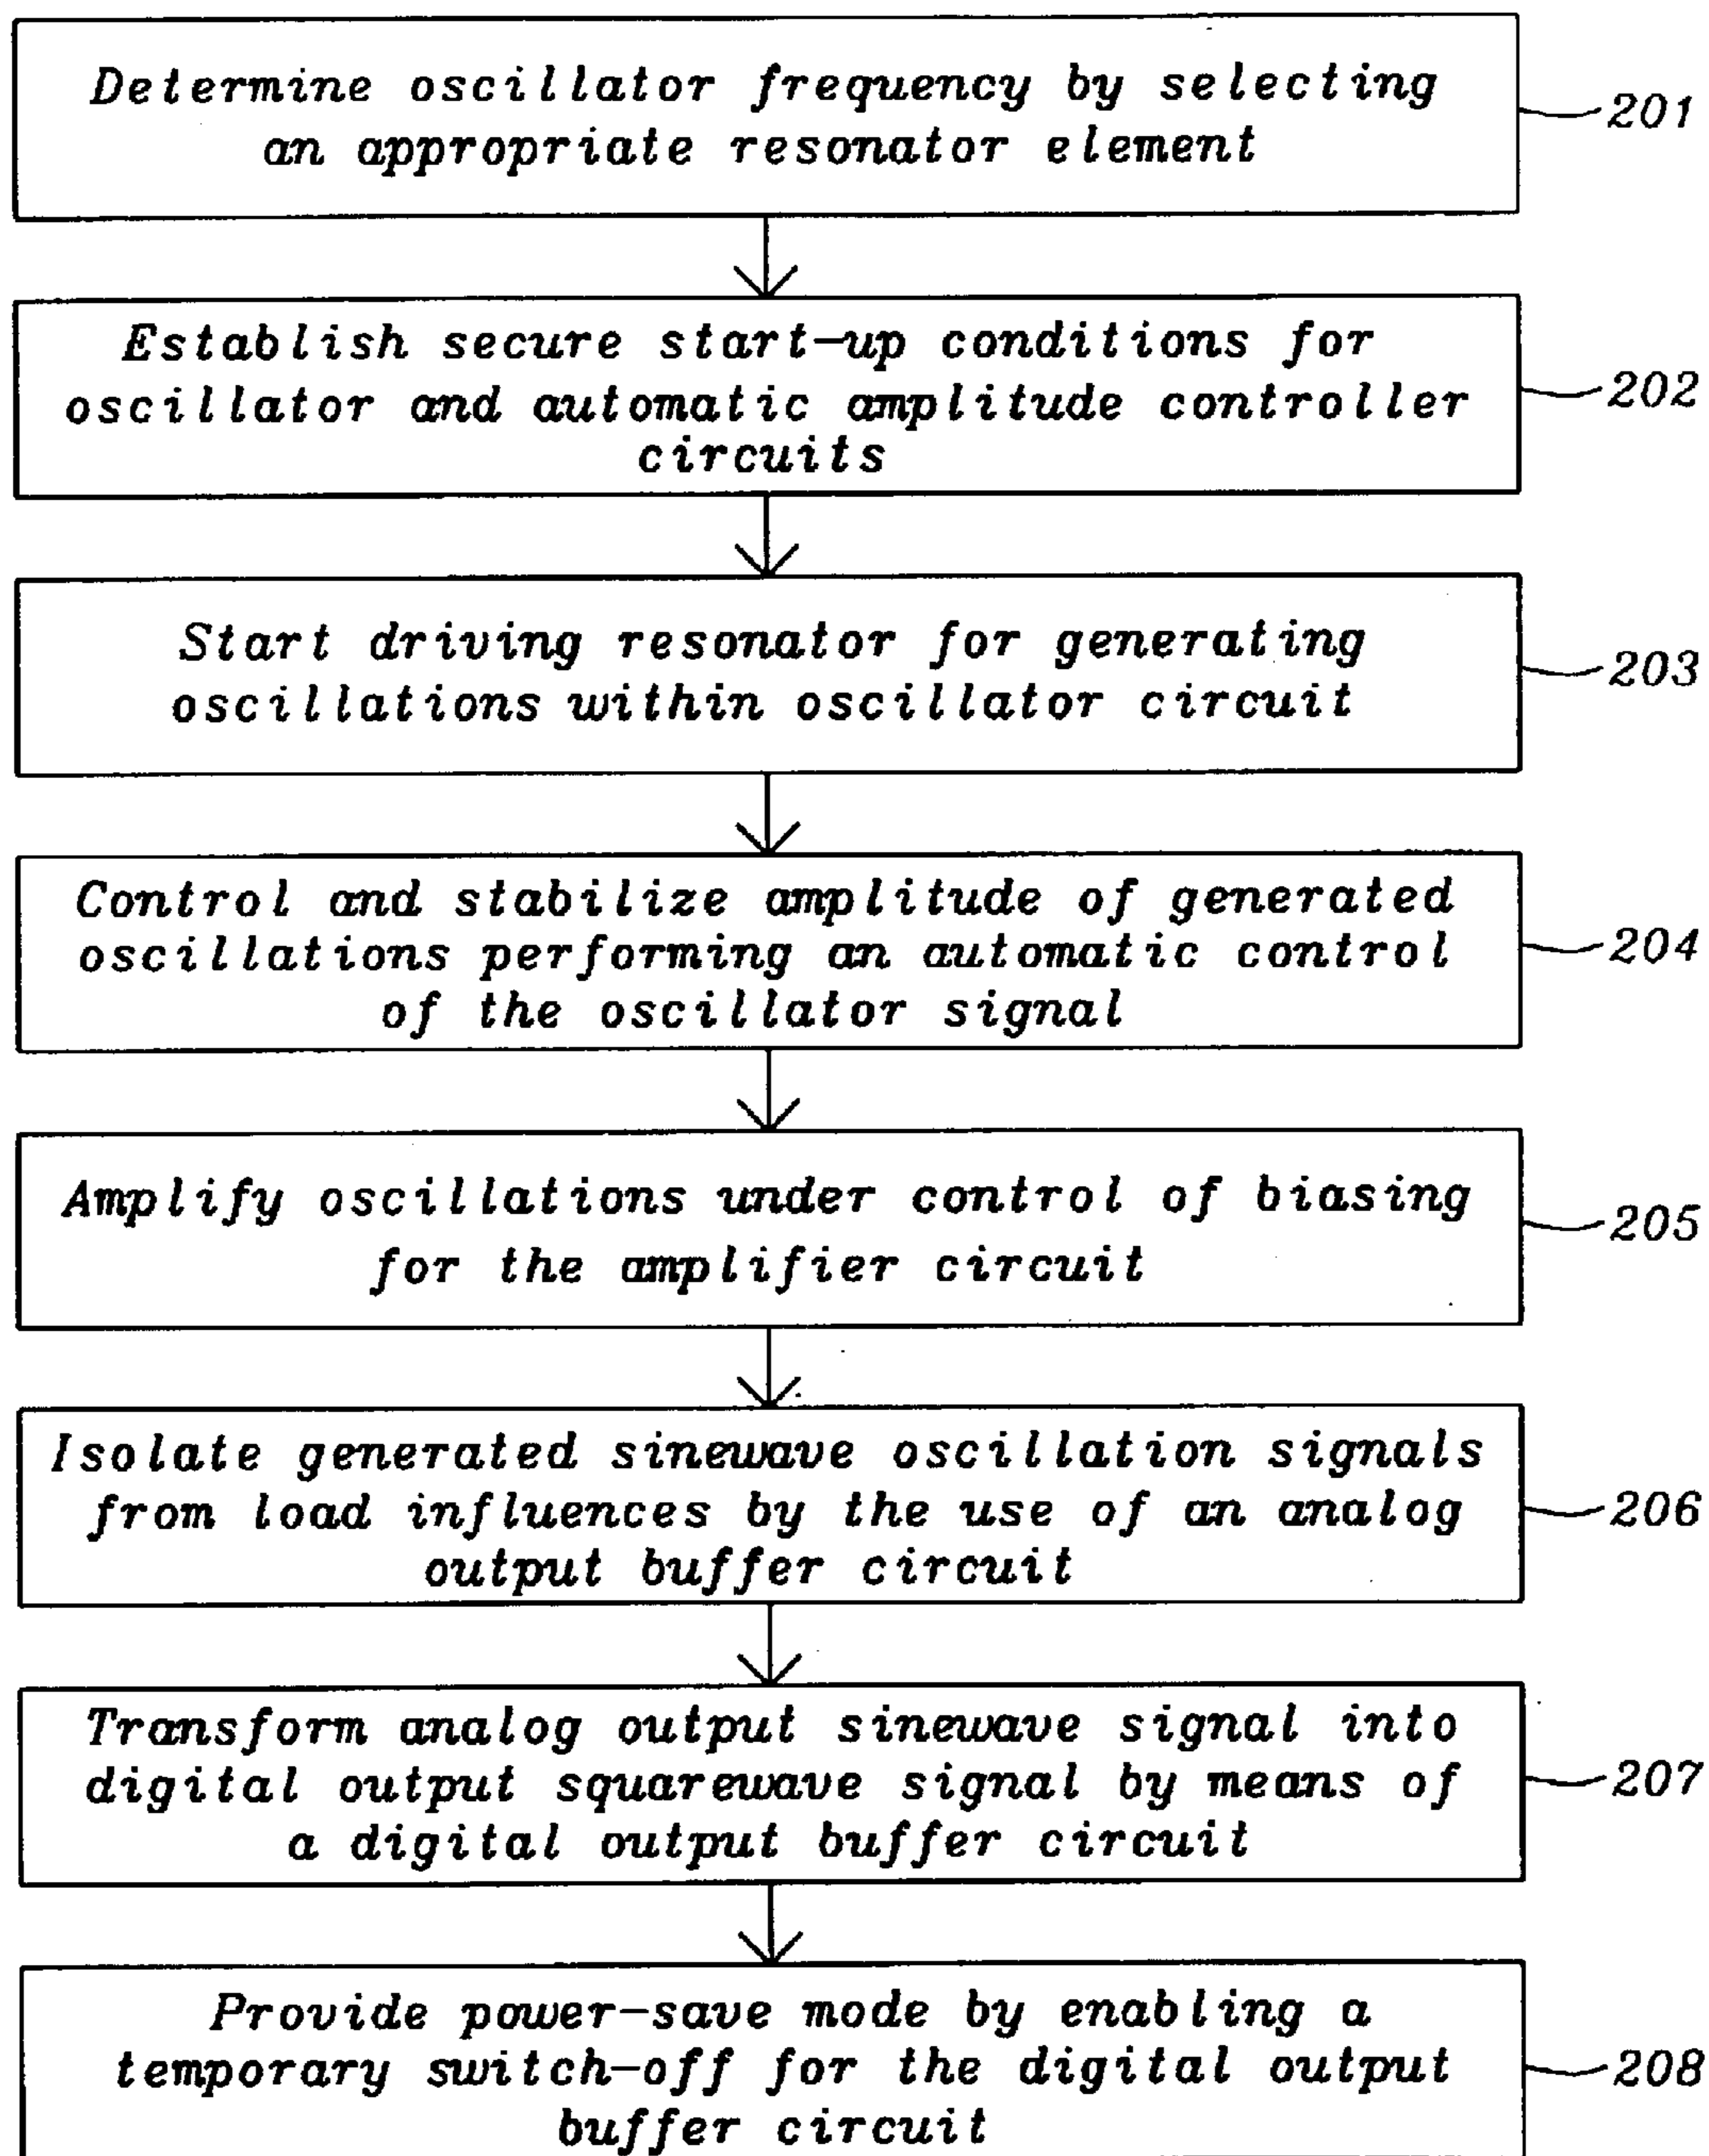 Determine oscillator frequency by selecting
an appropriate resonator element
201
Establish secure start-up conditions for
oscillator and automatic amplitude controller
circuits
202
Start driving resonator for generating
oscillations within oscillator circuit
203
Control and stabilize amplitude of generated
oscillations performing an automatic control
of the oscillator signal
204
Amplify oscillations under control of biasing
for the amplifier circuit
205
Isolate generated sinewave oscillation signals
from load influences by the use of an analog
output buffer circuit
206
Transform analog output sinewave signal into
digital output squarewave signal by means of
a digital output buffer circuit
207
Provide power-save mode by enabling a
temporary switch-off for the digital output
buffer circuit
208